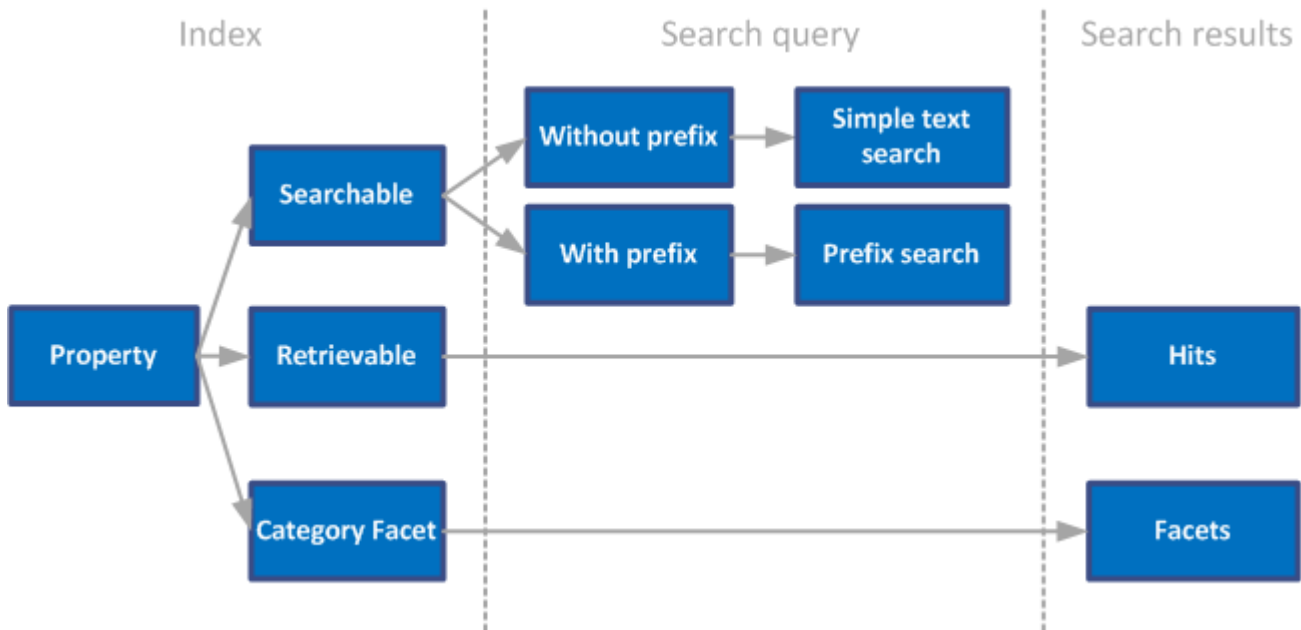 Index
Search query
Search results
Without prefix
Simple text
search
Searchable
With prefix
Prefix search
Property
Retrievable
Hits
Category Facet
Facets